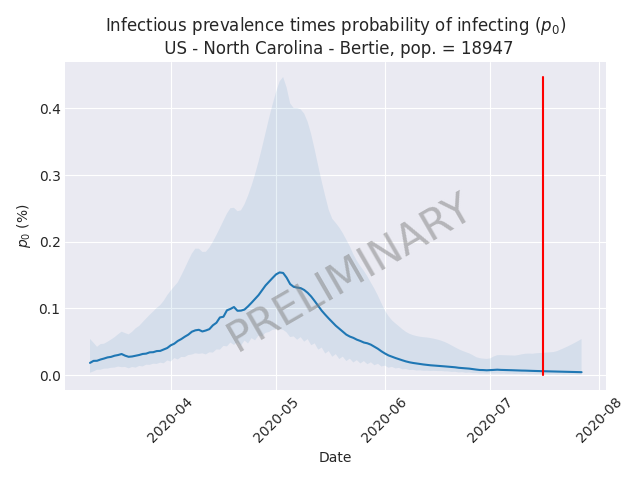 Infectious prevalence times probability of infecting (p0)
US - North Carolina - Bertie, pop. = 18947
p0 (%)
0.4
0.3
0.2
0.1
0.0
PRELIMINARY
2020-04
2020-05
2020-06
2020-07
2020-08
Date